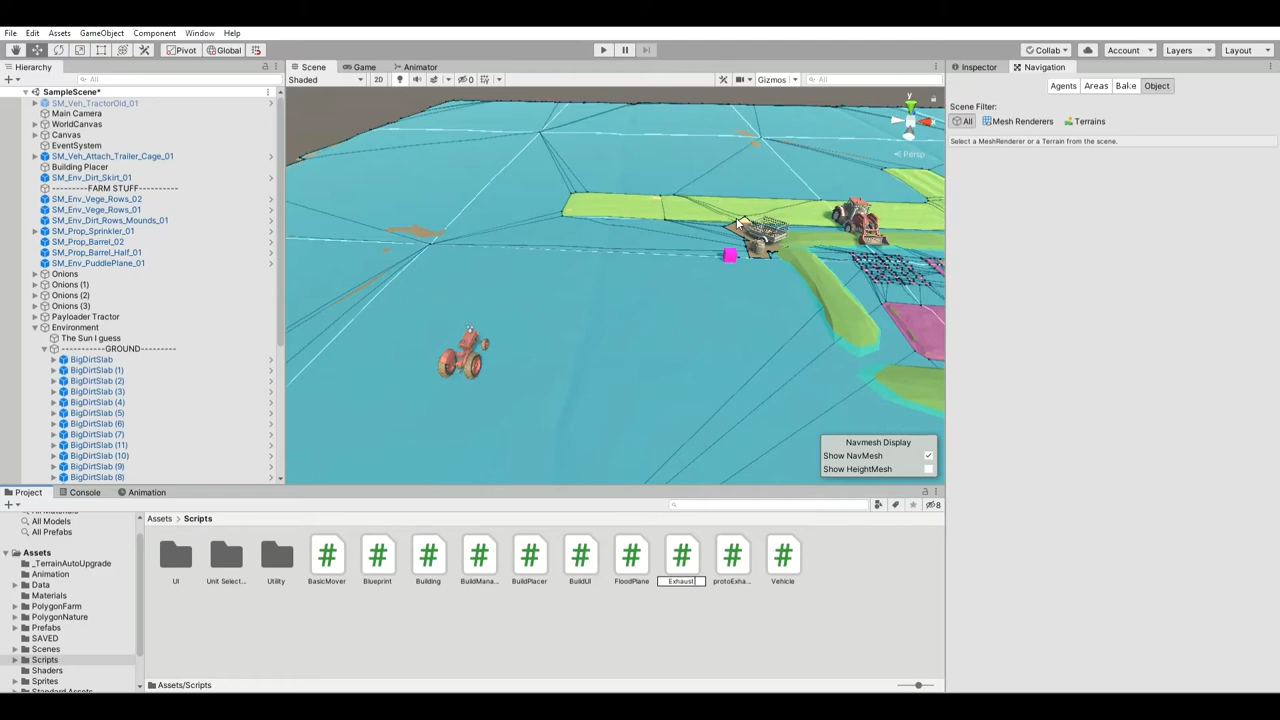 File Edit Assets GameObject Component Window Help
Pivot Global Collab Account Layers Layout
Hierarchy Scene Game Animator Inspector Navigation
All Shaded 2D 0 Gizmos All
SampleScene*
SM_Veh_TractorOld_01
Main Camera
WorldCanvas
Canvas
EventSystem
SM_Veh_Attach_Trailer_Cage_01
Building Placer
SM_Env_Dirt_Skirt_01
---------FARM STUFF---------
SM_Env_Vege_Rows_02
SM_Env_Vege_Rows_01
SM_Env_Dirt_Rows_Mounds_01
SM_Prop_Sprinkler_01
SM_Prop_Barrel_02
SM_Prop_Barrel_Half_01
SM_Env_PuddlePlane_01
Onions
Onions (1)
Onions (2)
Onions (3)
Payloader Tractor
Environment
The Sun I guess
-----------GROUND---------
BigDirtSlab
BigDirtSlab (1)
BigDirtSlab (2)
BigDirtSlab (3)
BigDirtSlab (4)
BigDirtSlab (5)
BigDirtSlab (6)
BigDirtSlab (7)
BigDirtSlab (11)
BigDirtSlab (10)
BigDirtSlab (9)
BigDirtSlab (8)
y
Persp
Navmesh Display
Show NavMesh
Show HeightMesh
Agents Areas Bake Object
Scene Filter:
All Mesh Renderers Terrains
Select a MeshRenderer or a Terrain from the scene.
Project Console Animation
8
All Models
All Prefabs
Assets
_TerrainAutoUpgrade
Animation
Data
Materials
PolygonFarm
PolygonNature
Prefabs
SAVED
Scenes
Scripts
Shaders
Sprites
Assets > Scripts
UI Unit Select... Utility BasicMover Blueprint Building BuildMana... BuildPlacer BuildUI FloodPlane Exhaust protoExha... Vehicle
Assets/Scripts